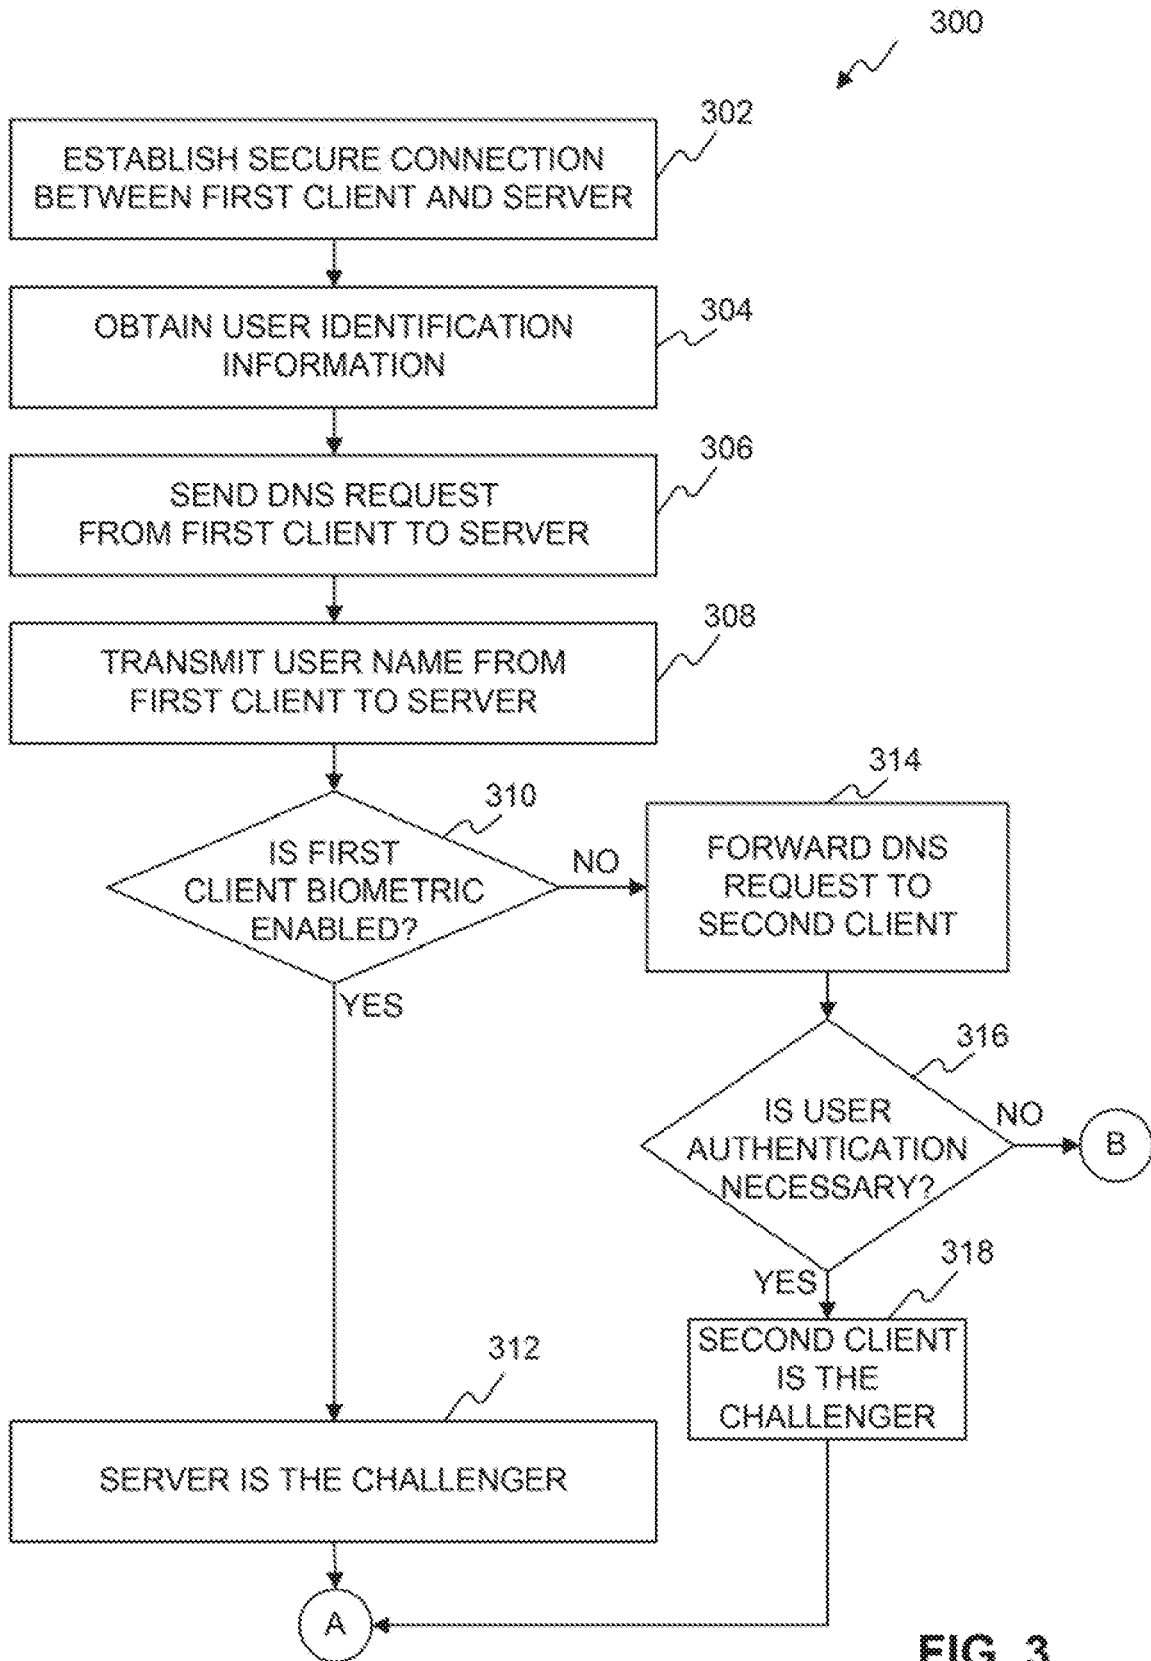 300
302
ESTABLISH SECURE CONNECTION
BETWEEN FIRST CLIENT AND SERVER
304
OBTAIN USER IDENTIFICATION
INFORMATION
306
SEND DNS REQUEST
FROM FIRST CLIENT TO SERVER
308
TRANSMIT USER NAME FROM
FIRST CLIENT TO SERVER
310
IS FIRST
CLIENT BIOMETRIC
ENABLED?
NO
YES
314
FORWARD DNS
REQUEST TO
SECOND CLIENT
316
IS USER
AUTHENTICATION
NECESSARY?
NO
B
YES
318
SECOND CLIENT
IS THE
CHALLENGER
312
SERVER IS THE CHALLENGER
A
FIG. 3